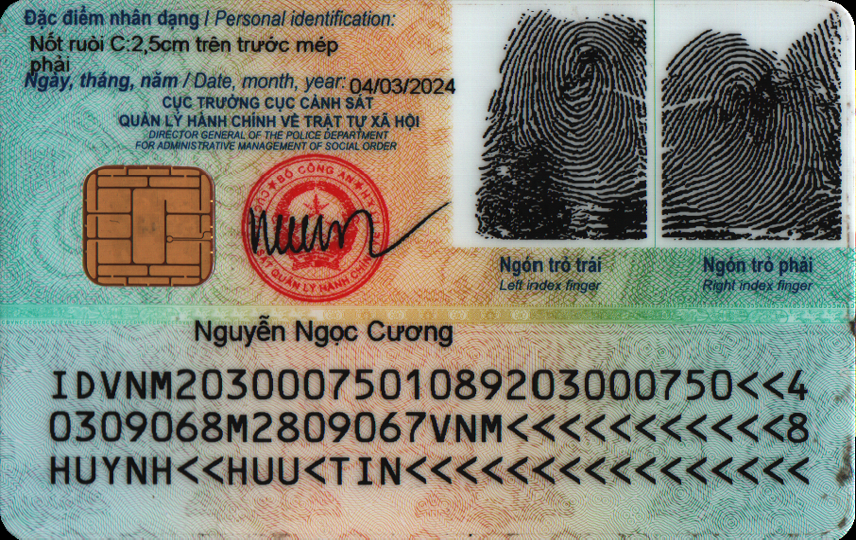 Đặc điểm nhân dạng / Personal identification:
Nốt ruồi C:2,5cm trên trước mép
phải
Ngày, tháng, năm / Date, month, year: 04/03/2024
CỤC TRƯỞNG CỤC CẢNH SÁT
QUẢN LÝ HÀNH CHÍNH VỀ TRẬT TỰ XÃ HỘI
DIRECTOR GENERAL OF THE POLICE DEPARTMENT
FOR ADMINISTRATIVE MANAGEMENT OF SOCIAL ORDER
BỘ CÔNG AN
QUẢN LÝ HÀNH CHÍNH
Ngón trỏ trái
Left index finger
Ngón trỏ phải
Right index finger
Nguyễn Ngọc Cương
IDVNM2030007501089203000750<<4
0309068M2809067VNM<<<<<<<<<<<8
HUYNH<<HUU<TIN<<<<<<<<<<<<<<<<